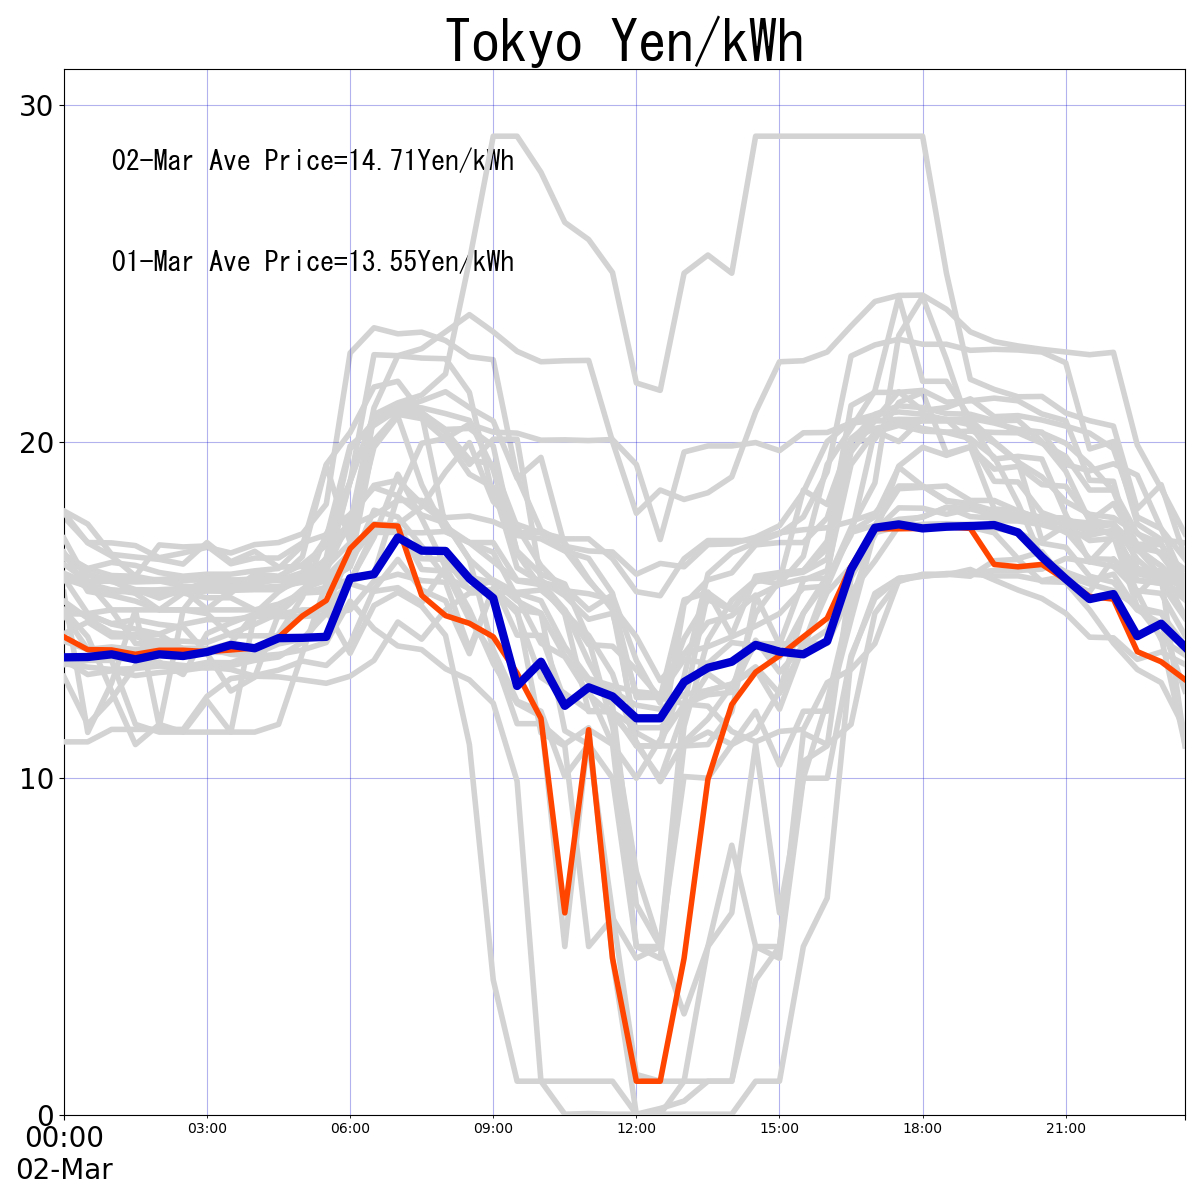 Tokyo Yen/kWh
30
02-Mar Ave Price=14.71Yen/kWh
01-Mar Ave Price=13.55Yen/kWh
20
10
0
00:00 03:00 06:00 09:00 12:00 15:00 18:00 21:00
02-Mar